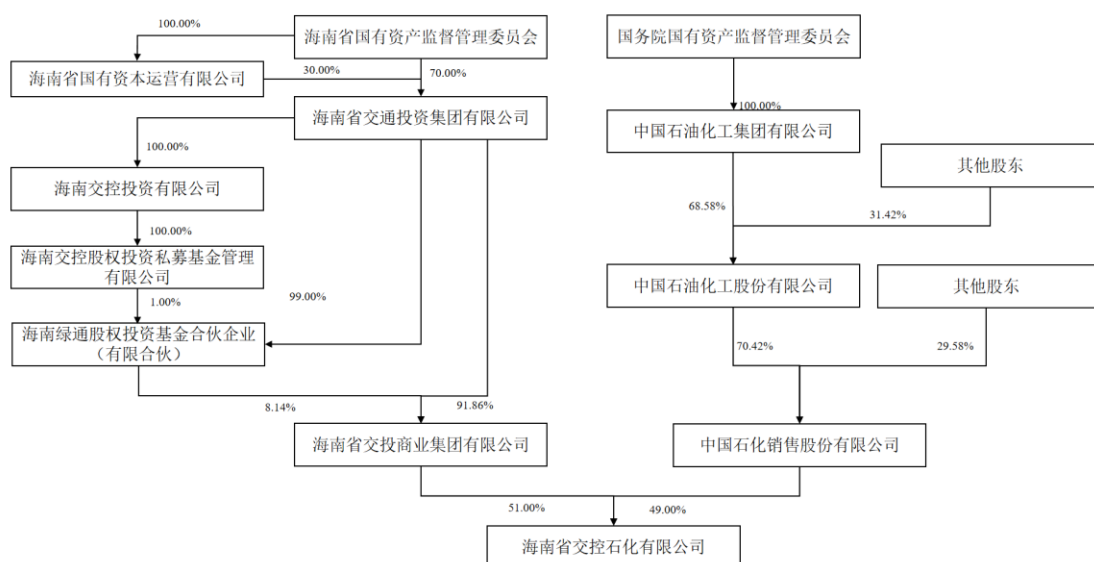 100.00%
海南省国有资产监督管理委员会
国务院国有资产监督管理委员会
海南省国有资本运营有限公司
30.00%
70.00%
海南省交通投资集团有限公司
100.00%
中国石油化工集团有限公司
100.00%
其他股东
海南交控投资有限公司
68.58%
31.42%
100.00%
海南交控股权投资私募基金管理
有限公司
中国石油化工股份有限公司
其他股东
1.00%
99.00%
海南绿通股权投资基金合伙企业
（有限合伙）
70.42%
29.58%
8.14%
91.86%
海南省交投商业集团有限公司
中国石化销售股份有限公司
51.00%
49.00%
海南省交控石化有限公司